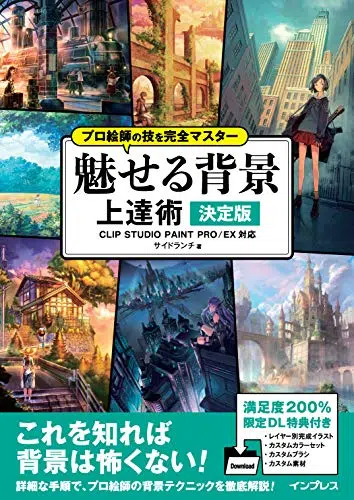 プロ絵師の技を完全マスター
魅せる背景
上達術 決定版
CLIP STUDIO PAINT PRO/EX 対応
サイドランチ 著
これを知れば
背景は怖くない!
詳細な手順で、プロ絵師の背景テクニックを徹底解説!
満足度200%
限定DL特典付き
Download
・レイヤー別完成イラスト
・カスタムカラーセット
・カスタムブラシ
・カスタム素材
インプレス